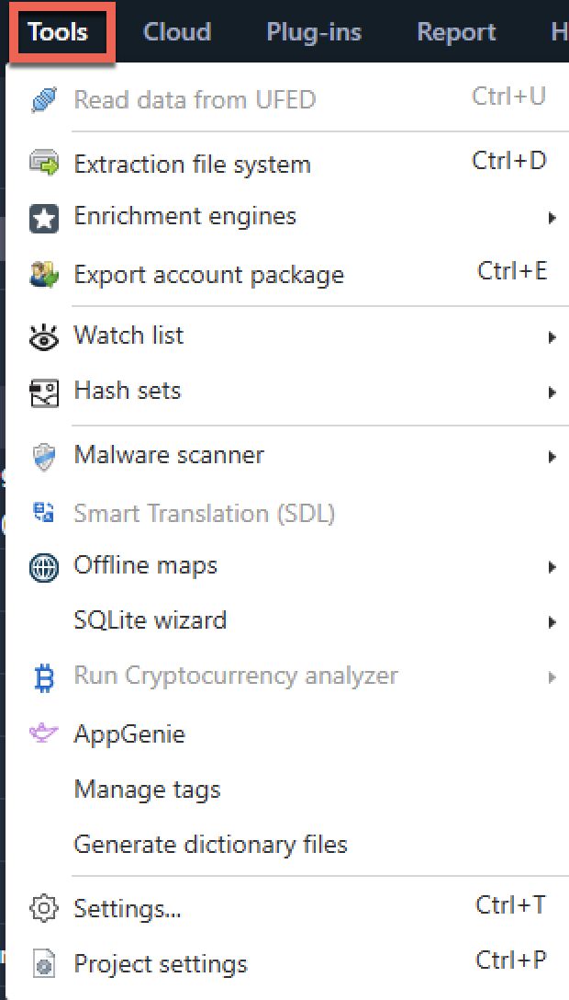 Tools Cloud Plug-ins Report H
Read data from UFED Ctrl+U
Extraction file system Ctrl+D
Enrichment engines
Export account package Ctrl+E
Watch list
Hash sets
Malware scanner
Smart Translation (SDL)
Offline maps
SQLite wizard
Run Cryptocurrency analyzer
AppGenie
Manage tags
Generate dictionary files
Settings... Ctrl+T
Project settings Ctrl+P